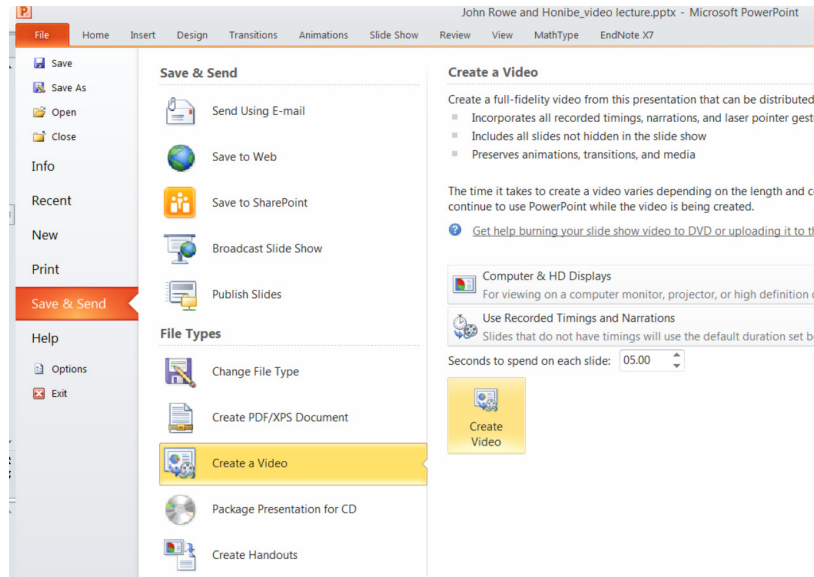 John Rowe and Honibe_video lecture.pptx - Microsoft PowerPoint
File Home Insert Design Transitions Animations Slide Show Review View MathType EndNote X7
Save
Save As
Open
Close
Info
Recent
New
Print
Save & Send
Help
Options
Exit
Save & Send
Send Using E-mail
Save to Web
Save to SharePoint
Broadcast Slide Show
Publish Slides
File Types
Change File Type
Create PDF/XPS Document
Create a Video
Package Presentation for CD
Create Handouts
Create a Video
Create a full-fidelity video from this presentation that can be distributed
Incorporates all recorded timings, narrations, and laser pointer gest
Includes all slides not hidden in the slide show
Preserves animations, transitions, and media
The time it takes to create a video varies depending on the length and c
continue to use PowerPoint while the video is being created.
Get help burning your slide show video to DVD or uploading it to th
Computer & HD Displays
For viewing on a computer monitor, projector, or high definition
Use Recorded Timings and Narrations
Slides that do not have timings will use the default duration set b
Seconds to spend on each slide: 05.00
Create
Video